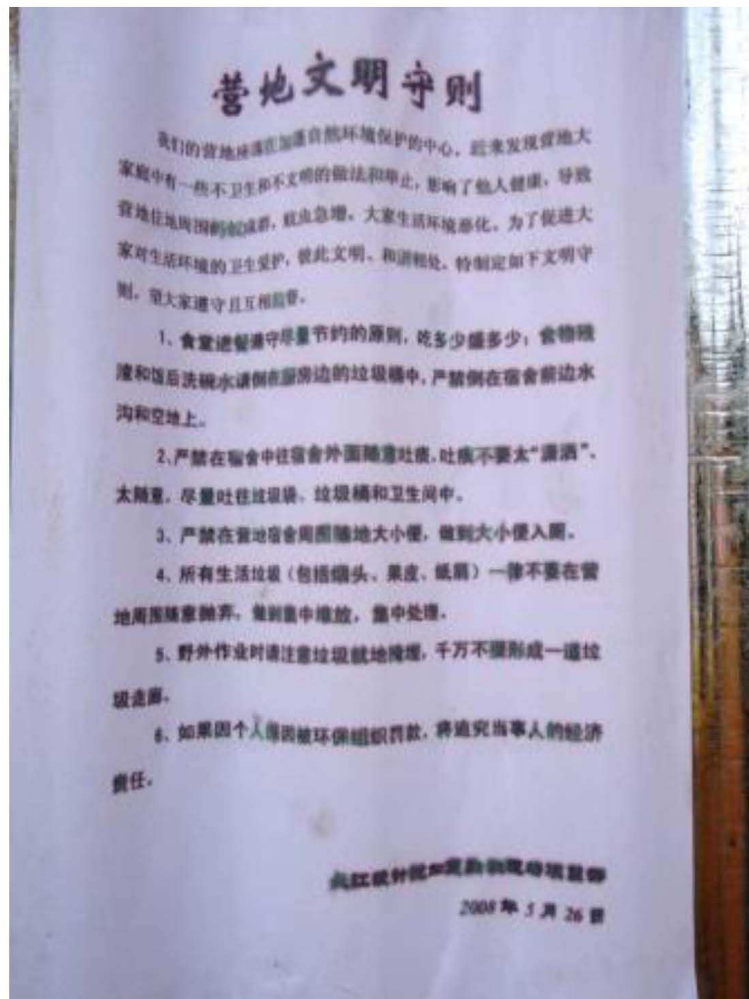 营地文明守则
我们的营地座落在加蓬自然环境保护的中心，近来发现营地大
家庭中有一些不卫生和不文明的做法和举止，影响了他人健康，导致
营地住地周围蚂蚁成群，蚊虫急增，大家生活环境恶化，为了促进大
家对生活环境的卫生爱护，彼此文明、和谐相处，特制定如下文明守
则，望大家遵守且互相监督。
1、食堂进餐遵守尽量节约的原则，吃多少盛多少；食物残
渣和饭后洗碗水请倒在厨房边的垃圾桶中，严禁倒在宿舍前边水
沟和空地上。
2、严禁在宿舍中往宿舍外面随意吐痰，吐痰不要太“潇洒”、
太随意，尽量吐往垃圾袋、垃圾桶和卫生间中。
3、严禁在营地宿舍周围随地大小便，做到大小便入厕。
4、所有生活垃圾（包括烟头、果皮、纸屑）一律不要在营
地周围随意抛弃，做到集中堆放，集中处理。
5、野外作业时请注意垃圾就地掩埋，千万不要形成一道垃
圾走廊。
6、如果因个人原因被环保组织罚款，将追究当事人的经济
责任。
长江设计院加蓬
2008年5月26日